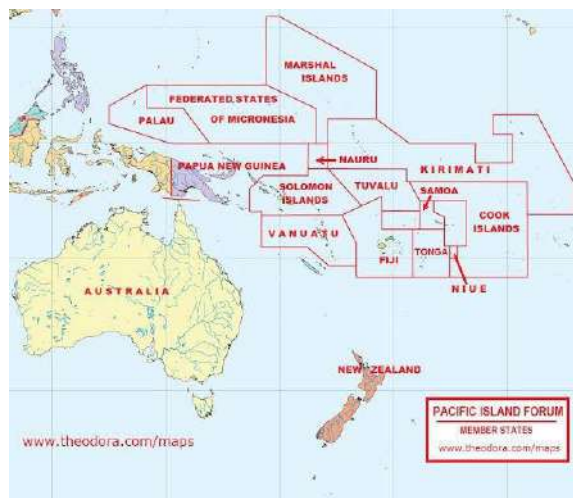 MARSHAL
ISLANDS
FEDERATED STATES
OF MICRONESIA
PALAU
PAPUA NEW GUINEA
NAURU
KIRIMATI
SOLOMON
ISLANDS
TUVALU
SAMOA
COOK
ISLANDS
VANUATU
FIJI
TONGA
NIUE
AUSTRALIA
NEW ZEALAND
PACIFIC ISLAND FORUM
MEMBER STATES
www.theodora.com/maps
www.theodora.com/maps